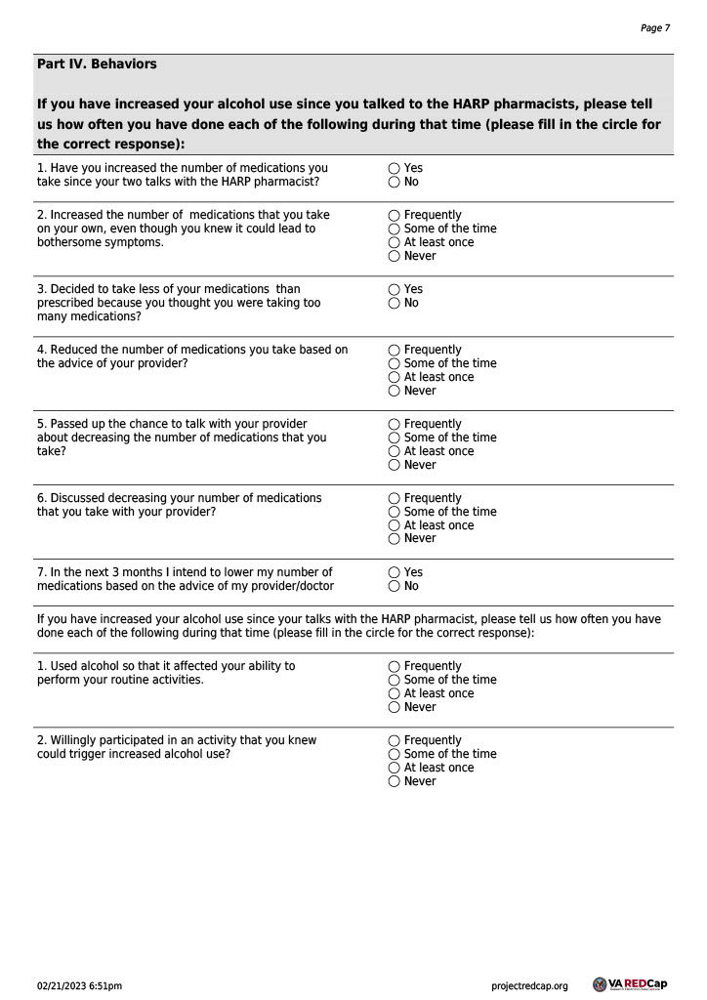 Page 7
Part IV. Behaviors
If you have increased your alcohol use since you talked to the HARP pharmacists, please tell
us how often you have done each of the following during that time (please fill in the circle for
the correct response):
1. Have you increased the number of medications you
take since your two talks with the HARP pharmacist?
Yes
No
2. Increased the number of  medications that you take
on your own, even though you knew it could lead to
bothersome symptoms.
Frequently
Some of the time
At least once
Never
3. Decided to take less of your medications  than
prescribed because you thought you were taking too
many medications?
Yes
No
4. Reduced the number of medications you take based on
the advice of your provider?
Frequently
Some of the time
At least once
Never
5. Passed up the chance to talk with your provider
about decreasing the number of medications that you
take?
Frequently
Some of the time
At least once
Never
6. Discussed decreasing your number of medications
that you take with your provider?
Frequently
Some of the time
At least once
Never
7. In the next 3 months I intend to lower my number of
medications based on the advice of my provider/doctor
Yes
No
If you have increased your alcohol use since your talks with the HARP pharmacist, please tell us how often you have
done each of the following during that time (please fill in the circle for the correct response):
1. Used alcohol so that it affected your ability to
perform your routine activities.
Frequently
Some of the time
At least once
Never
2. Willingly participated in an activity that you knew
could trigger increased alcohol use?
Frequently
Some of the time
At least once
Never
02/21/2023 6:51pm
projectredcap.org
VA REDCap